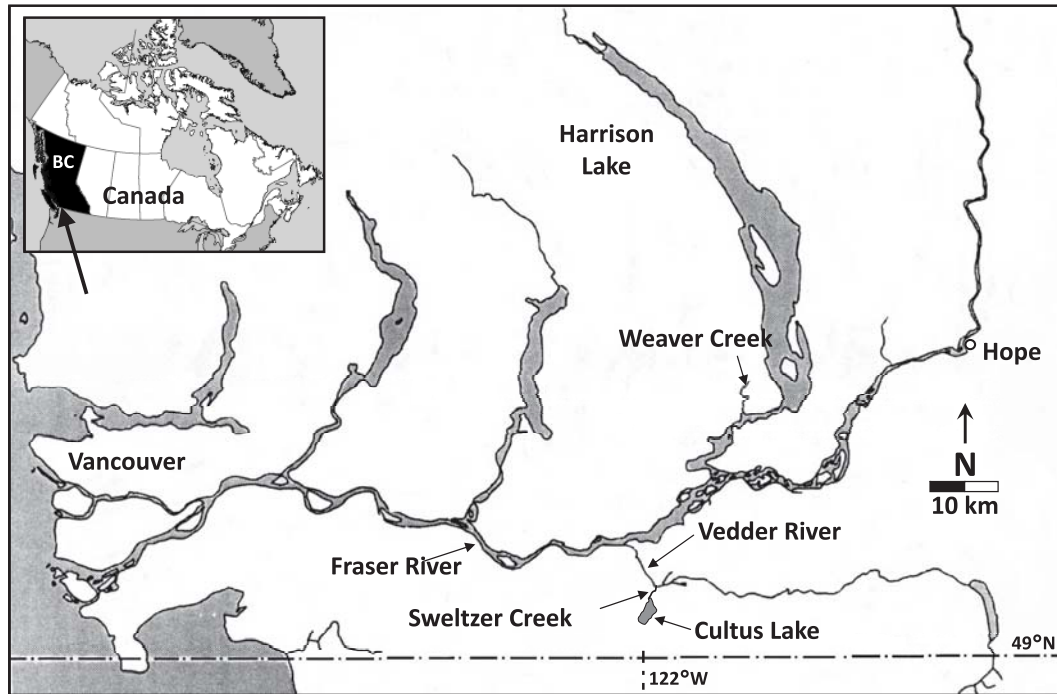 BC
Canada
Harrison
Lake
Weaver Creek
Hope
N
10 km
Vancouver
Fraser River
Vedder River
Sweltzer Creek
Cultus Lake
49°N
122°W